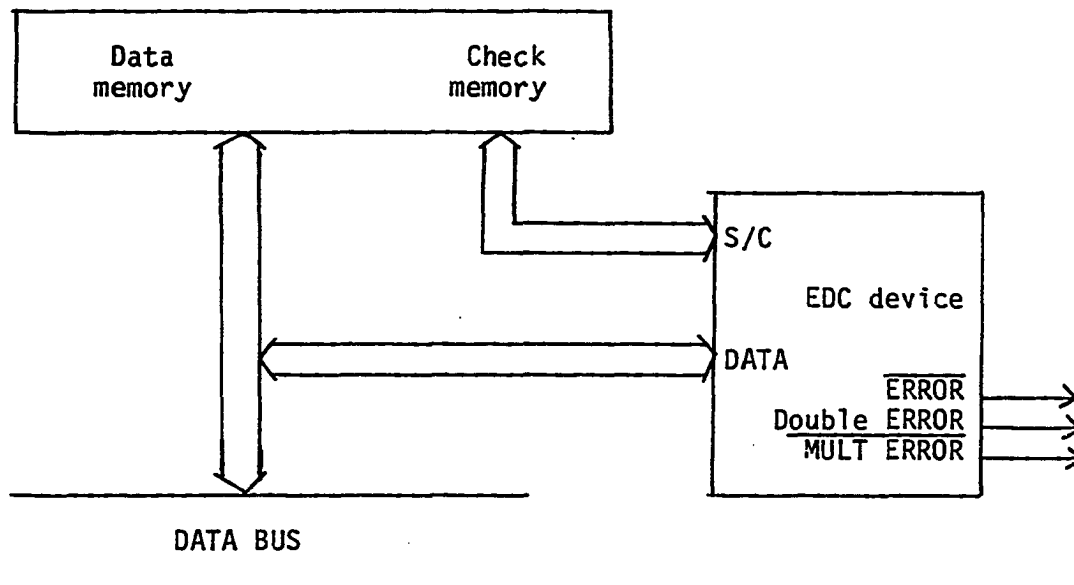 Data
memory
Check
memory
S/C
EDC device
DATA
ERROR
Double ERROR
MULT ERROR
DATA BUS